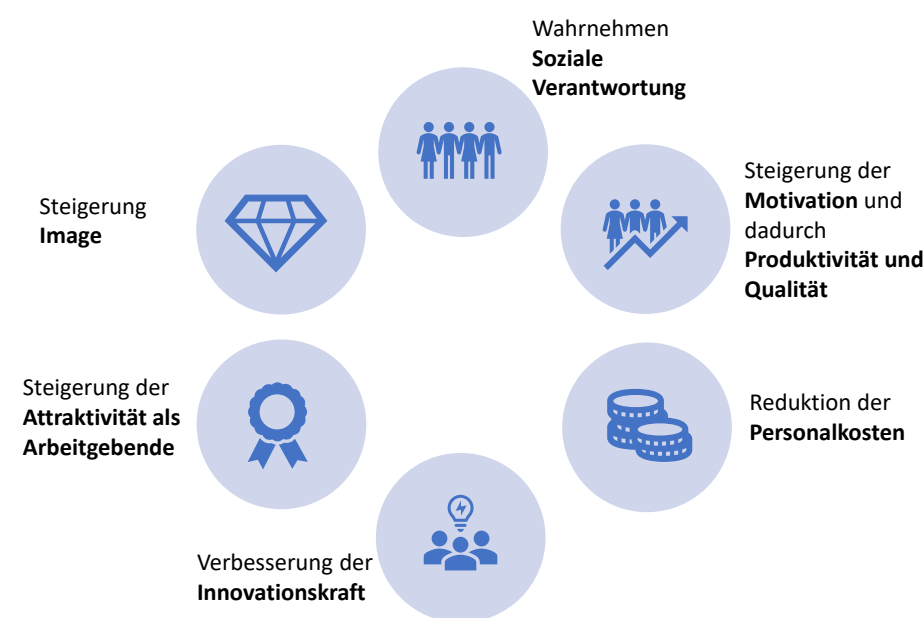 Wahrnehmen
Soziale
Verantwortung
Steigerung der
Motivation und
dadurch
Produktivität und
Qualität
Reduktion der
Personalkosten
Verbesserung der
Innovationskraft
Steigerung der
Attraktivität als
Arbeitgebende
Steigerung
Image